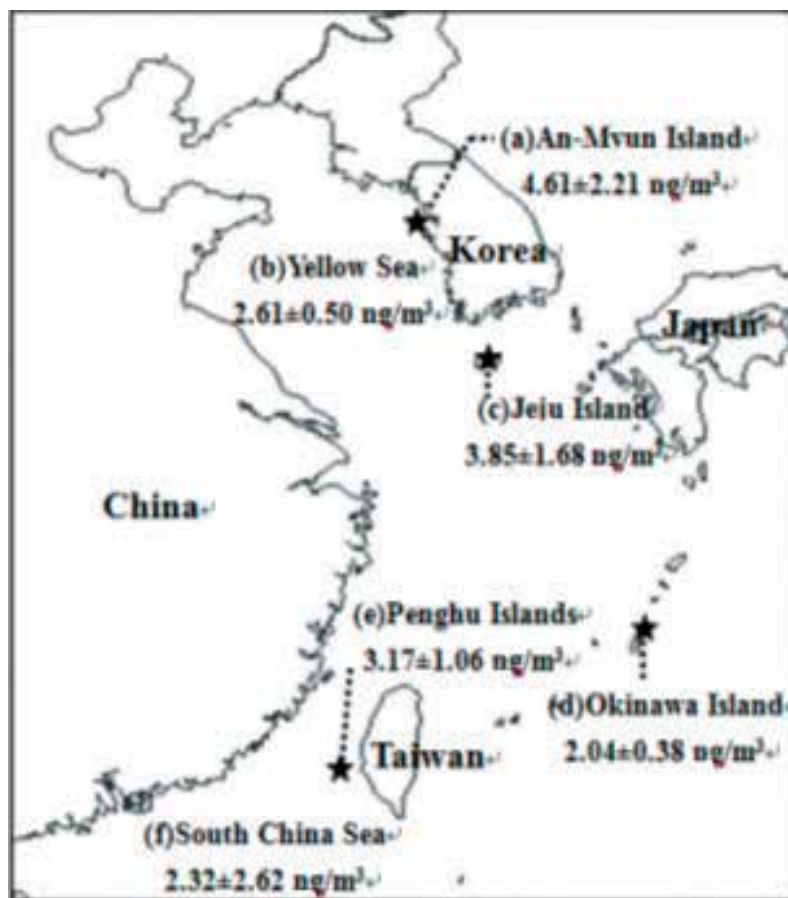 (a)An-Mvun Island↵
4.61±2.21 ng/m³↵
Korea↵
(b)Yellow Sea↵
2.61±0.50 ng/m³↵
Japan↵
(c)Jeiu Island
3.85±1.68 ng/m³↵
China↵
(e)Penghu Islands↵
3.17±1.06 ng/m³↵
(d)Okinawa Island↵
2.04±0.38 ng/m³↵
Taiwan↵
(f)South China Sea↵
2.32±2.62 ng/m³↵